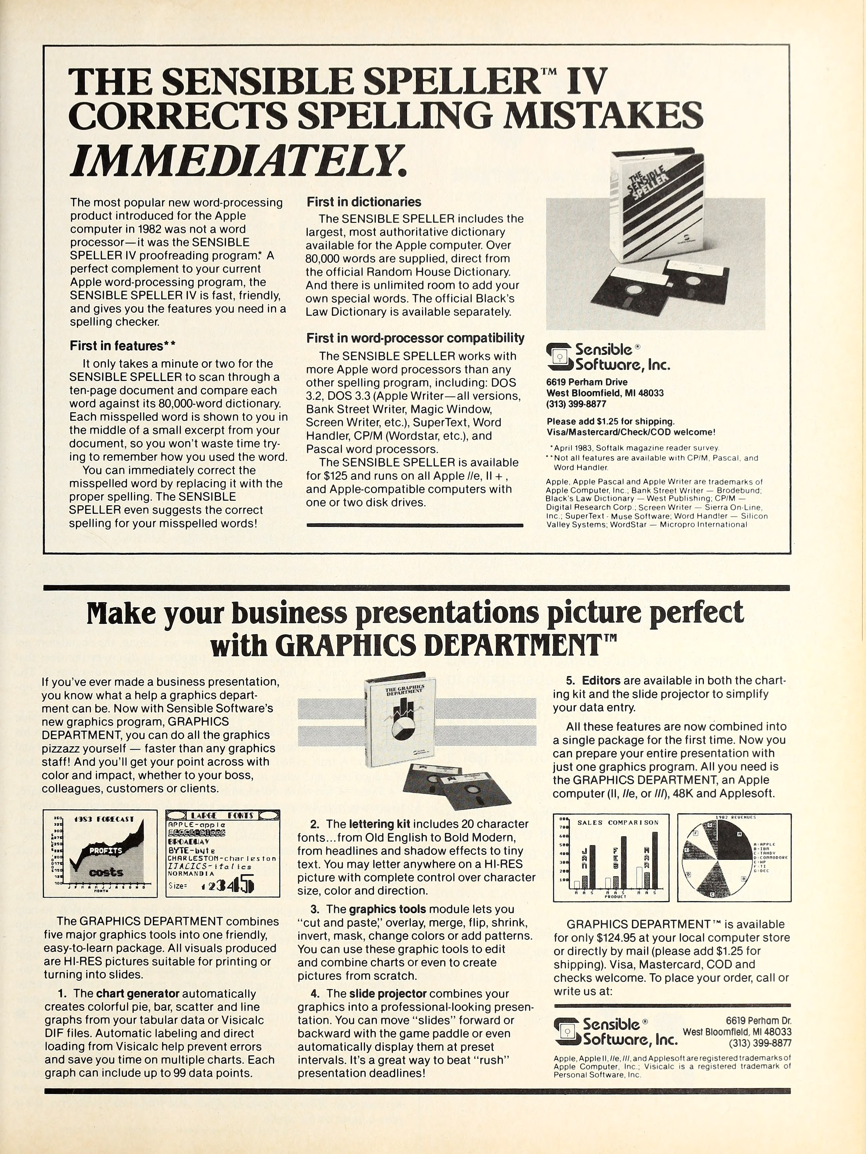 THE SENSIBLE SPELLER™ IV
CORRECTS SPELLING MISTAKES
IMMEDIATELY.
The most popular new word-processing
product introduced for the Apple
computer in 1982 was not a word
processor—it was the SENSIBLE
SPELLER IV proofreading program.* A
perfect complement to your current
Apple word-processing program, the
SENSIBLE SPELLER IV is fast, friendly,
and gives you the features you need in a
spelling checker.
First in features**
It only takes a minute or two for the
SENSIBLE SPELLER to scan through a
ten-page document and compare each
word against its 80,000-word dictionary.
Each misspelled word is shown to you in
the middle of a small excerpt from your
document, so you won't waste try-
ing to remember how you used the word.
You can immediately correct the
misspelled word by replacing it with the
proper spelling. The SENSIBLE
SPELLER even suggests the correct
spelling for your misspelled words!
First in dictionaries
The SENSIBLE SPELLER includes the
largest, most authoritative dictionary
available for the Apple computer. Over
80,000 words are supplied, direct from
the official Random House Dictionary.
And there is unlimited room to add your
own special words. The official Black's
Law Dictionary is available separately.
First in word-processor compatibility
The SENSIBLE SPELLER works with
more Apple word processors than any
other spelling program, including: DOS
3.2, DOS 3.3 (Apple Writer—all versions,
Bank Street Writer, Magic Window,
Screen Writer, etc.), SuperText, Word
Handler, CP/M (Wordstar, etc.), and
Pascal word processors.
The SENSIBLE SPELLER is available
for $125 and runs on all Apple //e, II + ,
and Apple-compatible computers with
one or two disk drives.
THE
SENSIBLE
SPELLER
Sensible®
Software, Inc.
6619 Perham Drive
West Bloomfield, MI 48033
(313) 399-8877
Please add $1.25 for shipping.
Visa/Mastercard/Check/COD welcome!
*April 1983, Softalk magazine reader survey.
**Not all features are available with CP/M, Pascal, and
Word Handler.
Apple, Apple Pascal and Apple Writer are trademarks of
Apple Computer, Inc.; Bank Street Writer — Brodebund;
Black's Law Dictionary — West Publishing; CP/M —
Digital Research Corp.; Screen Writer — Sierra On-Line,
Inc.; SuperText - Muse Software; Word Handler — Silicon
Valley Systems; WordStar — Micropro International
Make your business presentations picture perfect
with GRAPHICS DEPARTMENT™
If you've ever made a business presentation,
you know what a help a graphics depart-
ment can be. Now with Sensible Software's
new graphics program, GRAPHICS
DEPARTMENT, you can do all the graphics
pizzazz yourself — faster than any graphics
staff! And you'll get your point across with
color and impact, whether to your boss,
colleagues, customers or clients.
1983 FORECAST
PROFITS
costs
MONTH
LARGE FONTS
APPLE-apple
BROADWAY
BYTE-byte
CHARLESTON-charleston
ITALICS-italics
NORMANDIA
Size= 12345
The GRAPHICS DEPARTMENT combines
five major graphics tools into one friendly,
easy-to-learn package. All visuals produced
are HI-RES pictures suitable for printing or
turning into slides.
1. The chart generator automatically
creates colorful pie, bar, scatter and line
graphs from your tabular data or Visicalc
DIF files. Automatic labeling and direct
loading from Visicalc help prevent errors
and save you time on multiple charts. Each
graph can include up to 99 data points.
THE GRAPHICS
DEPARTMENT
2. The lettering kit includes 20 character
fonts...from Old English to Bold Modern,
from headlines and shadow effects to tiny
text. You may letter anywhere on a HI-RES
picture with complete control over character
size, color and direction.
3. The graphics tools module lets you
"cut and paste," overlay, merge, flip, shrink,
invert, mask, change colors or add patterns.
You can use these graphic tools to edit
and combine charts or even to create
pictures from scratch.
4. The slide projector combines your
graphics into a professional-looking presen-
tation. You can move "slides" forward or
backward with the game paddle or even
automatically display them at preset
intervals. It's a great way to beat "rush"
presentation deadlines!
5. Editors are available in both the chart-
ing kit and the slide projector to simplify
your data entry.
All these features are now combined into
a single package for the first time. Now you
can prepare your entire presentation with
just one graphics program. All you need is
the GRAPHICS DEPARTMENT, an Apple
computer (II, //e, or ///), 48K and Applesoft.
SALES COMPARISON
JAN
FEB
MAR
PRODUCT
1982 REVENUES
A-APPLE
B-IBM
C-TANDY
D-COMMODORE
E-HP
F-TI
G-DEC
GRAPHICS DEPARTMENT™ is available
for only $124.95 at your local computer store
or directly by mail (please add $1.25 for
shipping). Visa, Mastercard, COD and
checks welcome. To place your order, call or
write us at:
Sensible®
Software, Inc.
6619 Perham Dr.
West Bloomfield, MI 48033
(313) 399-8877
Apple, Apple II, //e, ///, and Applesoft are registered trademarks of
Apple Computer, Inc.; Visicalc is a registered trademark of
Personal Software, Inc.